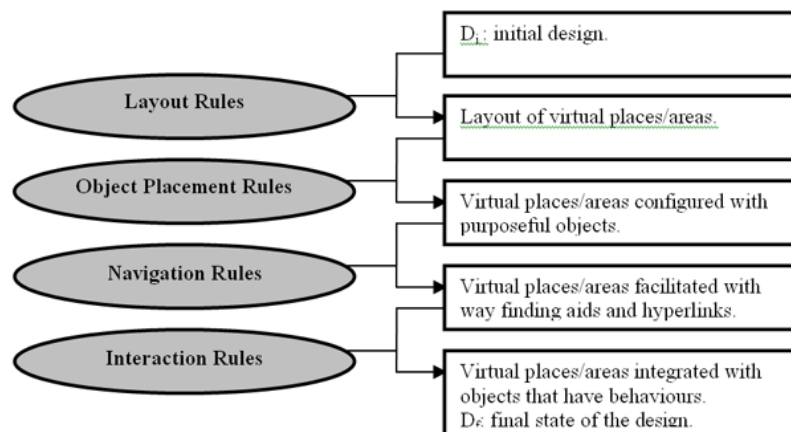 Dᵢ : initial design.
Layout Rules
Layout of virtual places/areas.
Object Placement Rules
Virtual places/areas configured with
purposeful objects.
Navigation Rules
Virtual places/areas facilitated with
way finding aids and hyperlinks.
Interaction Rules
Virtual places/areas integrated with
objects that have behaviours.
D𝒻: final state of the design.